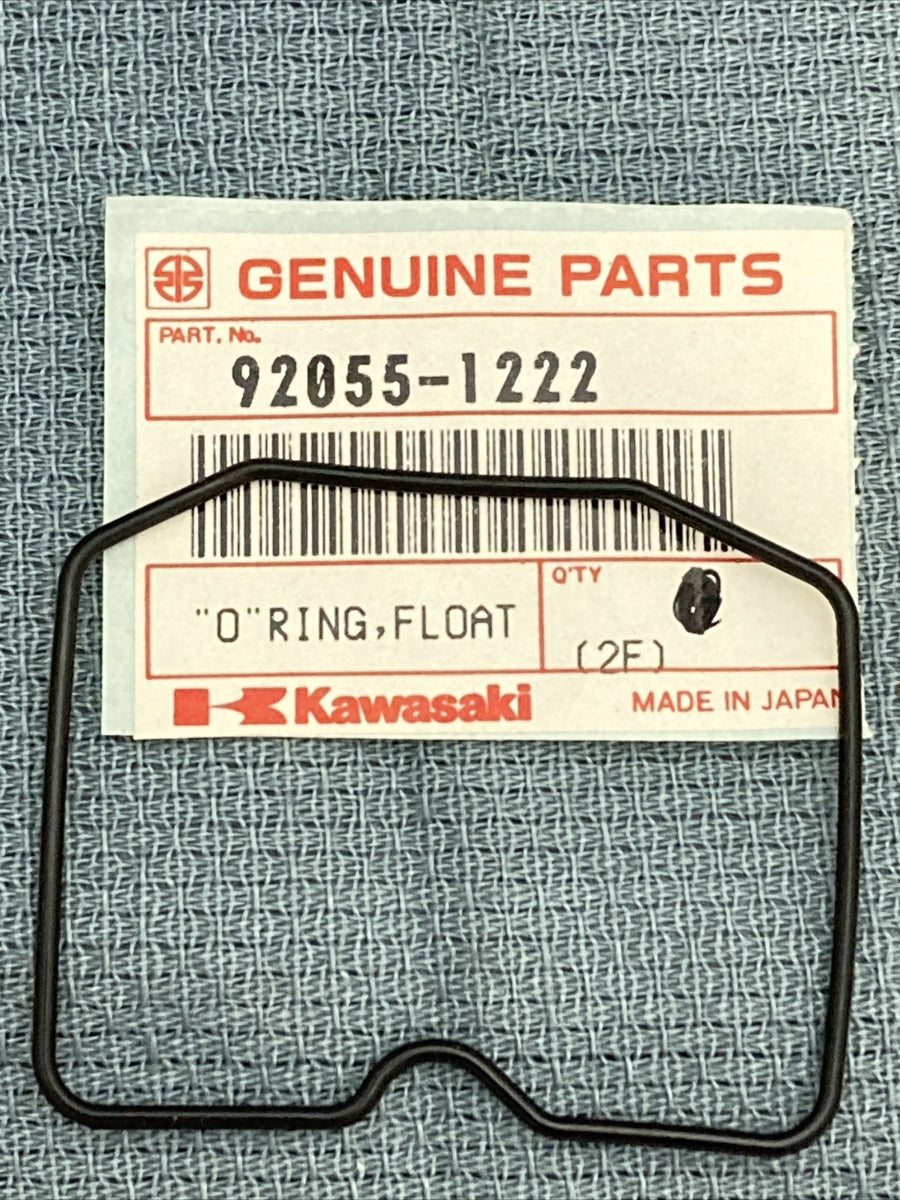 GENUINE PARTS
PART. No.
92055-1222
"O"RING,FLOAT
Q'TY
(2F)
Kawasaki
MADE IN JAPAN